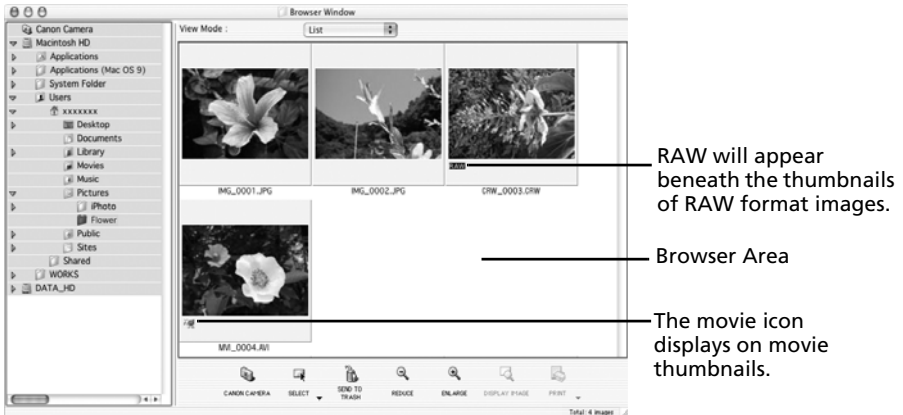 Browser Window
Canon Camera
Macintosh HD
Applications
Applications (Mac OS 9)
System Folder
Users
xxxxxxx
Desktop
Documents
Library
Movies
Music
Pictures
iPhoto
Flower
Public
Sites
Shared
WORKS
DATA_HD
View Mode :
List
RAW
IMG_0001.JPG
IMG_0002.JPG
CRW_0003.CRW
MVI_0004.AVI
CANON CAMERA
SELECT
SEND TO
TRASH
REDUCE
ENLARGE
DISPLAY IMAGE
PRINT
Total: 4 images
RAW will appear
beneath the thumbnails
of RAW format images.
Browser Area
The movie icon
displays on movie
thumbnails.